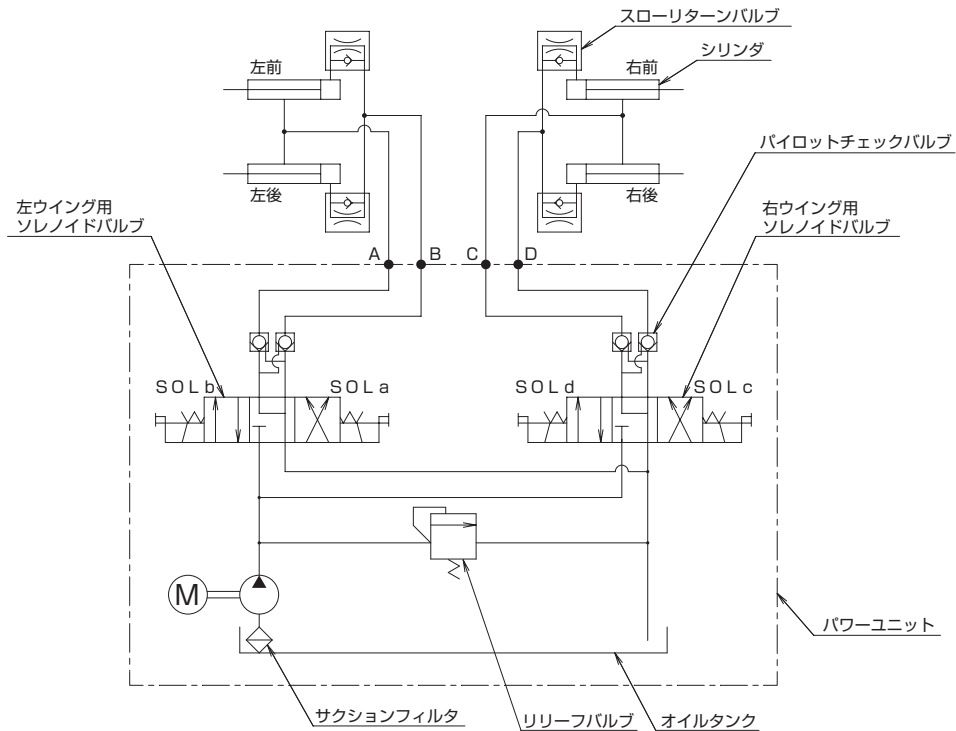 スローリターンバルブ
シリンダ
左前
右前
パイロットチェックバルブ
左後
右後
左ウイング用
ソレノイドバルブ
右ウイング用
ソレノイドバルブ
A
B
C
D
SOLb
SOLa
SOLd
SOLc
M
パワーユニット
サクションフィルタ
リリーフバルブ
オイルタンク